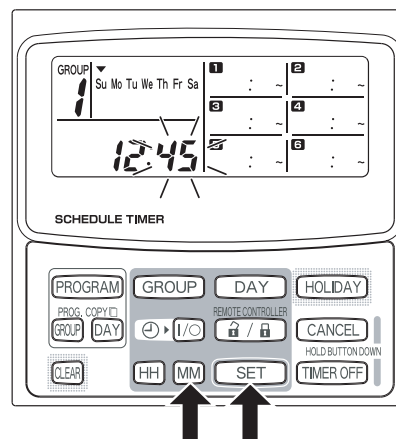 GROUP
1
Su Mo Tu We Th Fr Sa
1 : ~ 2 : ~
3 : ~ 4 : ~
12:45
5 : ~ 6 : ~
SCHEDULE TIMER
PROGRAM GROUP DAY HOLIDAY
PROG. COPY REMOTE CONTROLLER
GROUP DAY I/O / CANCEL
HOLD BUTTON DOWN
CLEAR HH MM SET TIMER OFF